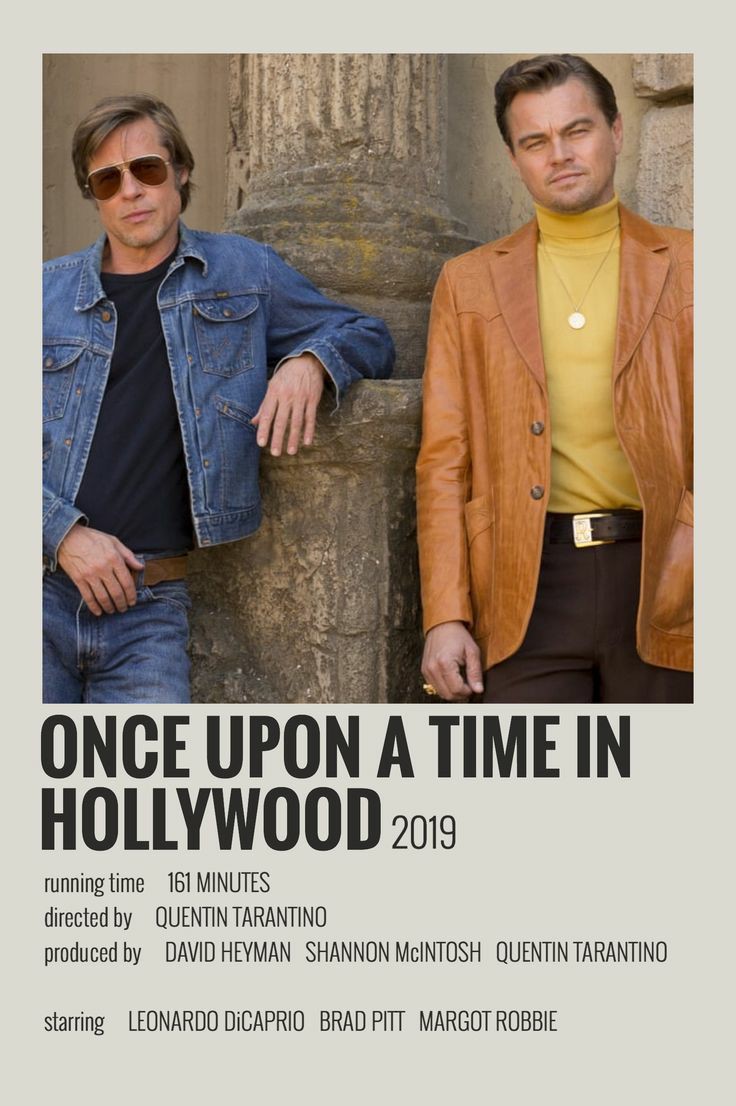 ONCE UPON A TIME IN
HOLLYWOOD 2019
running time 161 MINUTES
directed by QUENTIN TARANTINO
produced by DAVID HEYMAN SHANNON McINTOSH QUENTIN TARANTINO
starring LEONARDO DiCAPRIO BRAD PITT MARGOT ROBBIE